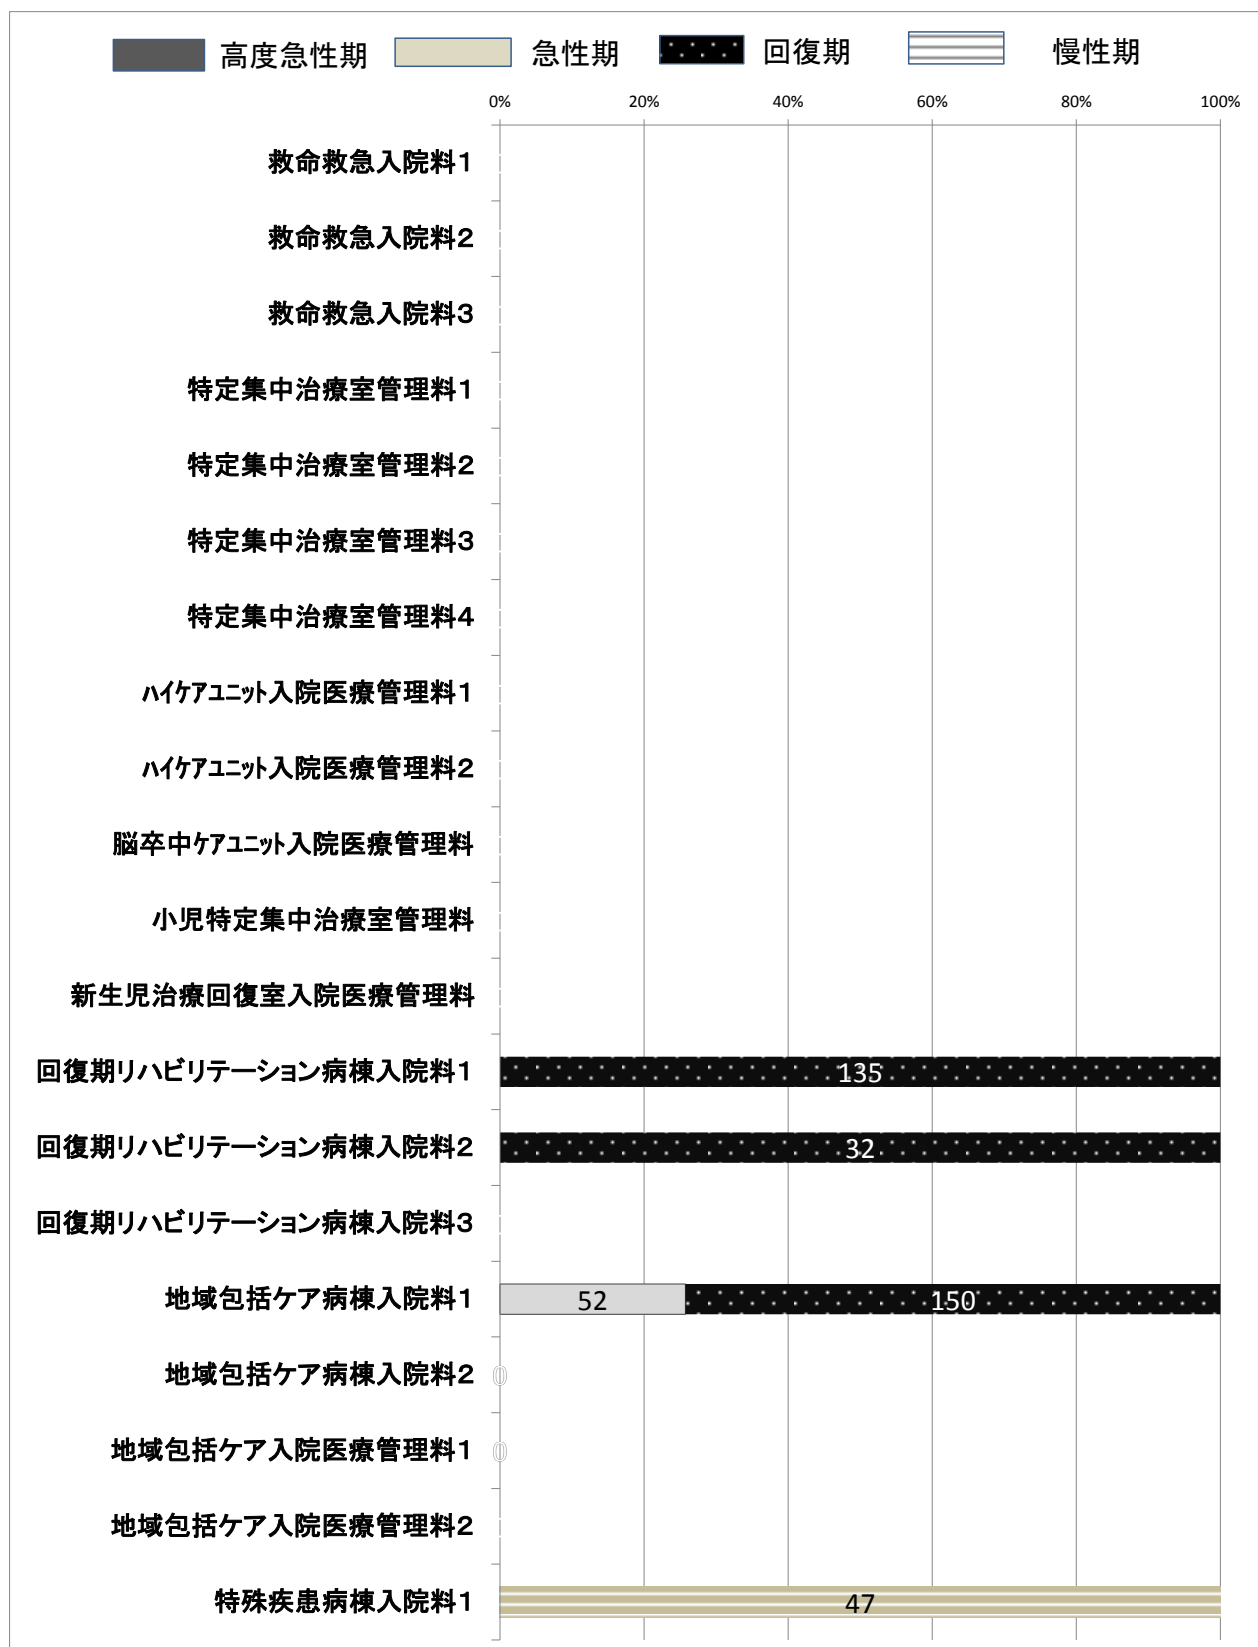 高度急性期 急性期 回復期 慢性期
0% 20% 40% 60% 80% 100%
救命救急入院料1
救命救急入院料2
救命救急入院料3
特定集中治療室管理料1
特定集中治療室管理料2
特定集中治療室管理料3
特定集中治療室管理料4
ﾊｲｹｱﾕﾆｯﾄ入院医療管理料1
ﾊｲｹｱﾕﾆｯﾄ入院医療管理料2
脳卒中ｹｱﾕﾆｯﾄ入院医療管理料
小児特定集中治療室管理料
新生児治療回復室入院医療管理料
回復期リハビリテーション病棟入院料1 135
回復期リハビリテーション病棟入院料2 32
回復期リハビリテーション病棟入院料3
地域包括ケア病棟入院料1 52 150
地域包括ケア病棟入院料2 0
地域包括ケア入院医療管理料1 0
地域包括ケア入院医療管理料2
特殊疾患病棟入院料1 47